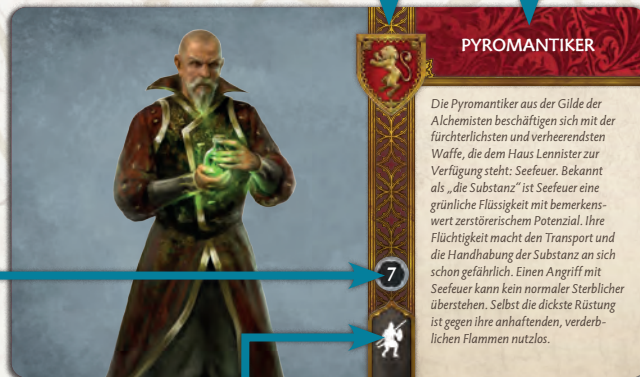 PYROMANTIKER
Die Pyromantiker aus der Gilde der
Alchemisten beschäftigen sich mit der
fürchterlichsten und verheerendsten
Waffe, die dem Haus Lennister zur
Verfügung steht: Seefeuer. Bekannt
als „die Substanz“ ist Seefeuer eine
grünliche Flüssigkeit mit bemerkens-
wert zerstörerischem Potenzial. Ihre
Flüchtigkeit macht den Transport und
die Handhabung der Substanz an sich
schon gefährlich. Einen Angriff mit
Seefeuer kann kein normaler Sterblicher
überstehen. Selbst die dickste Rüstung
ist gegen ihre anhaftenden, verderb-
lichen Flammen nutzlos.
7